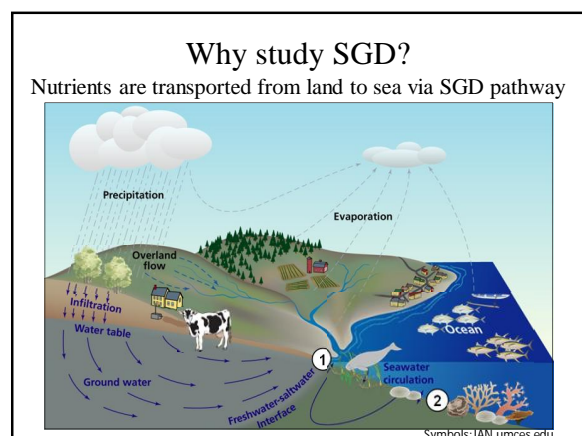 Why study SGD?
Nutrients are transported from land to sea via SGD pathway
Precipitation
Evaporation
Overland
flow
Infiltration
Water table
Ocean
1
Ground water
Seawater
circulation
Freshwater-saltwater
Interface
2
Symbols: IAN.umces.edu